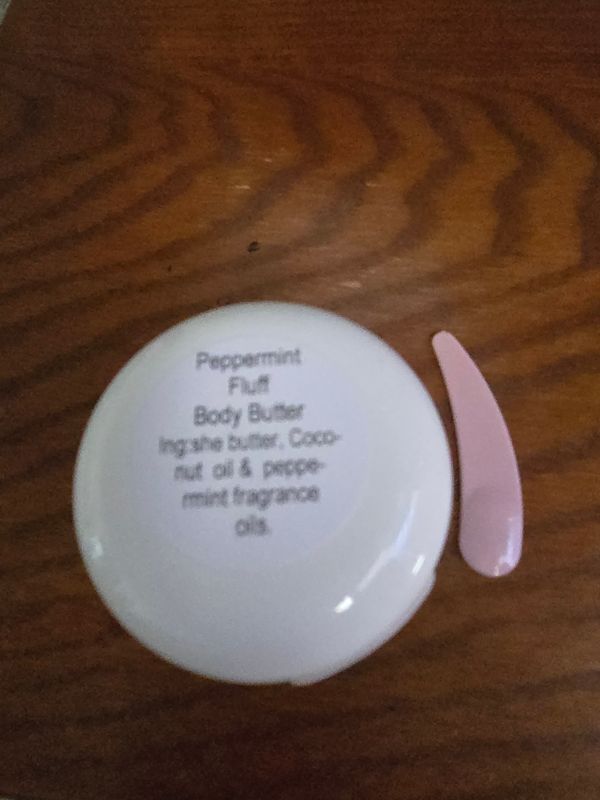 Peppermint
Fluff
Body Butter
Ing:she butter, Coco-
nut oil & peppe-
rmint fragrance
oils.